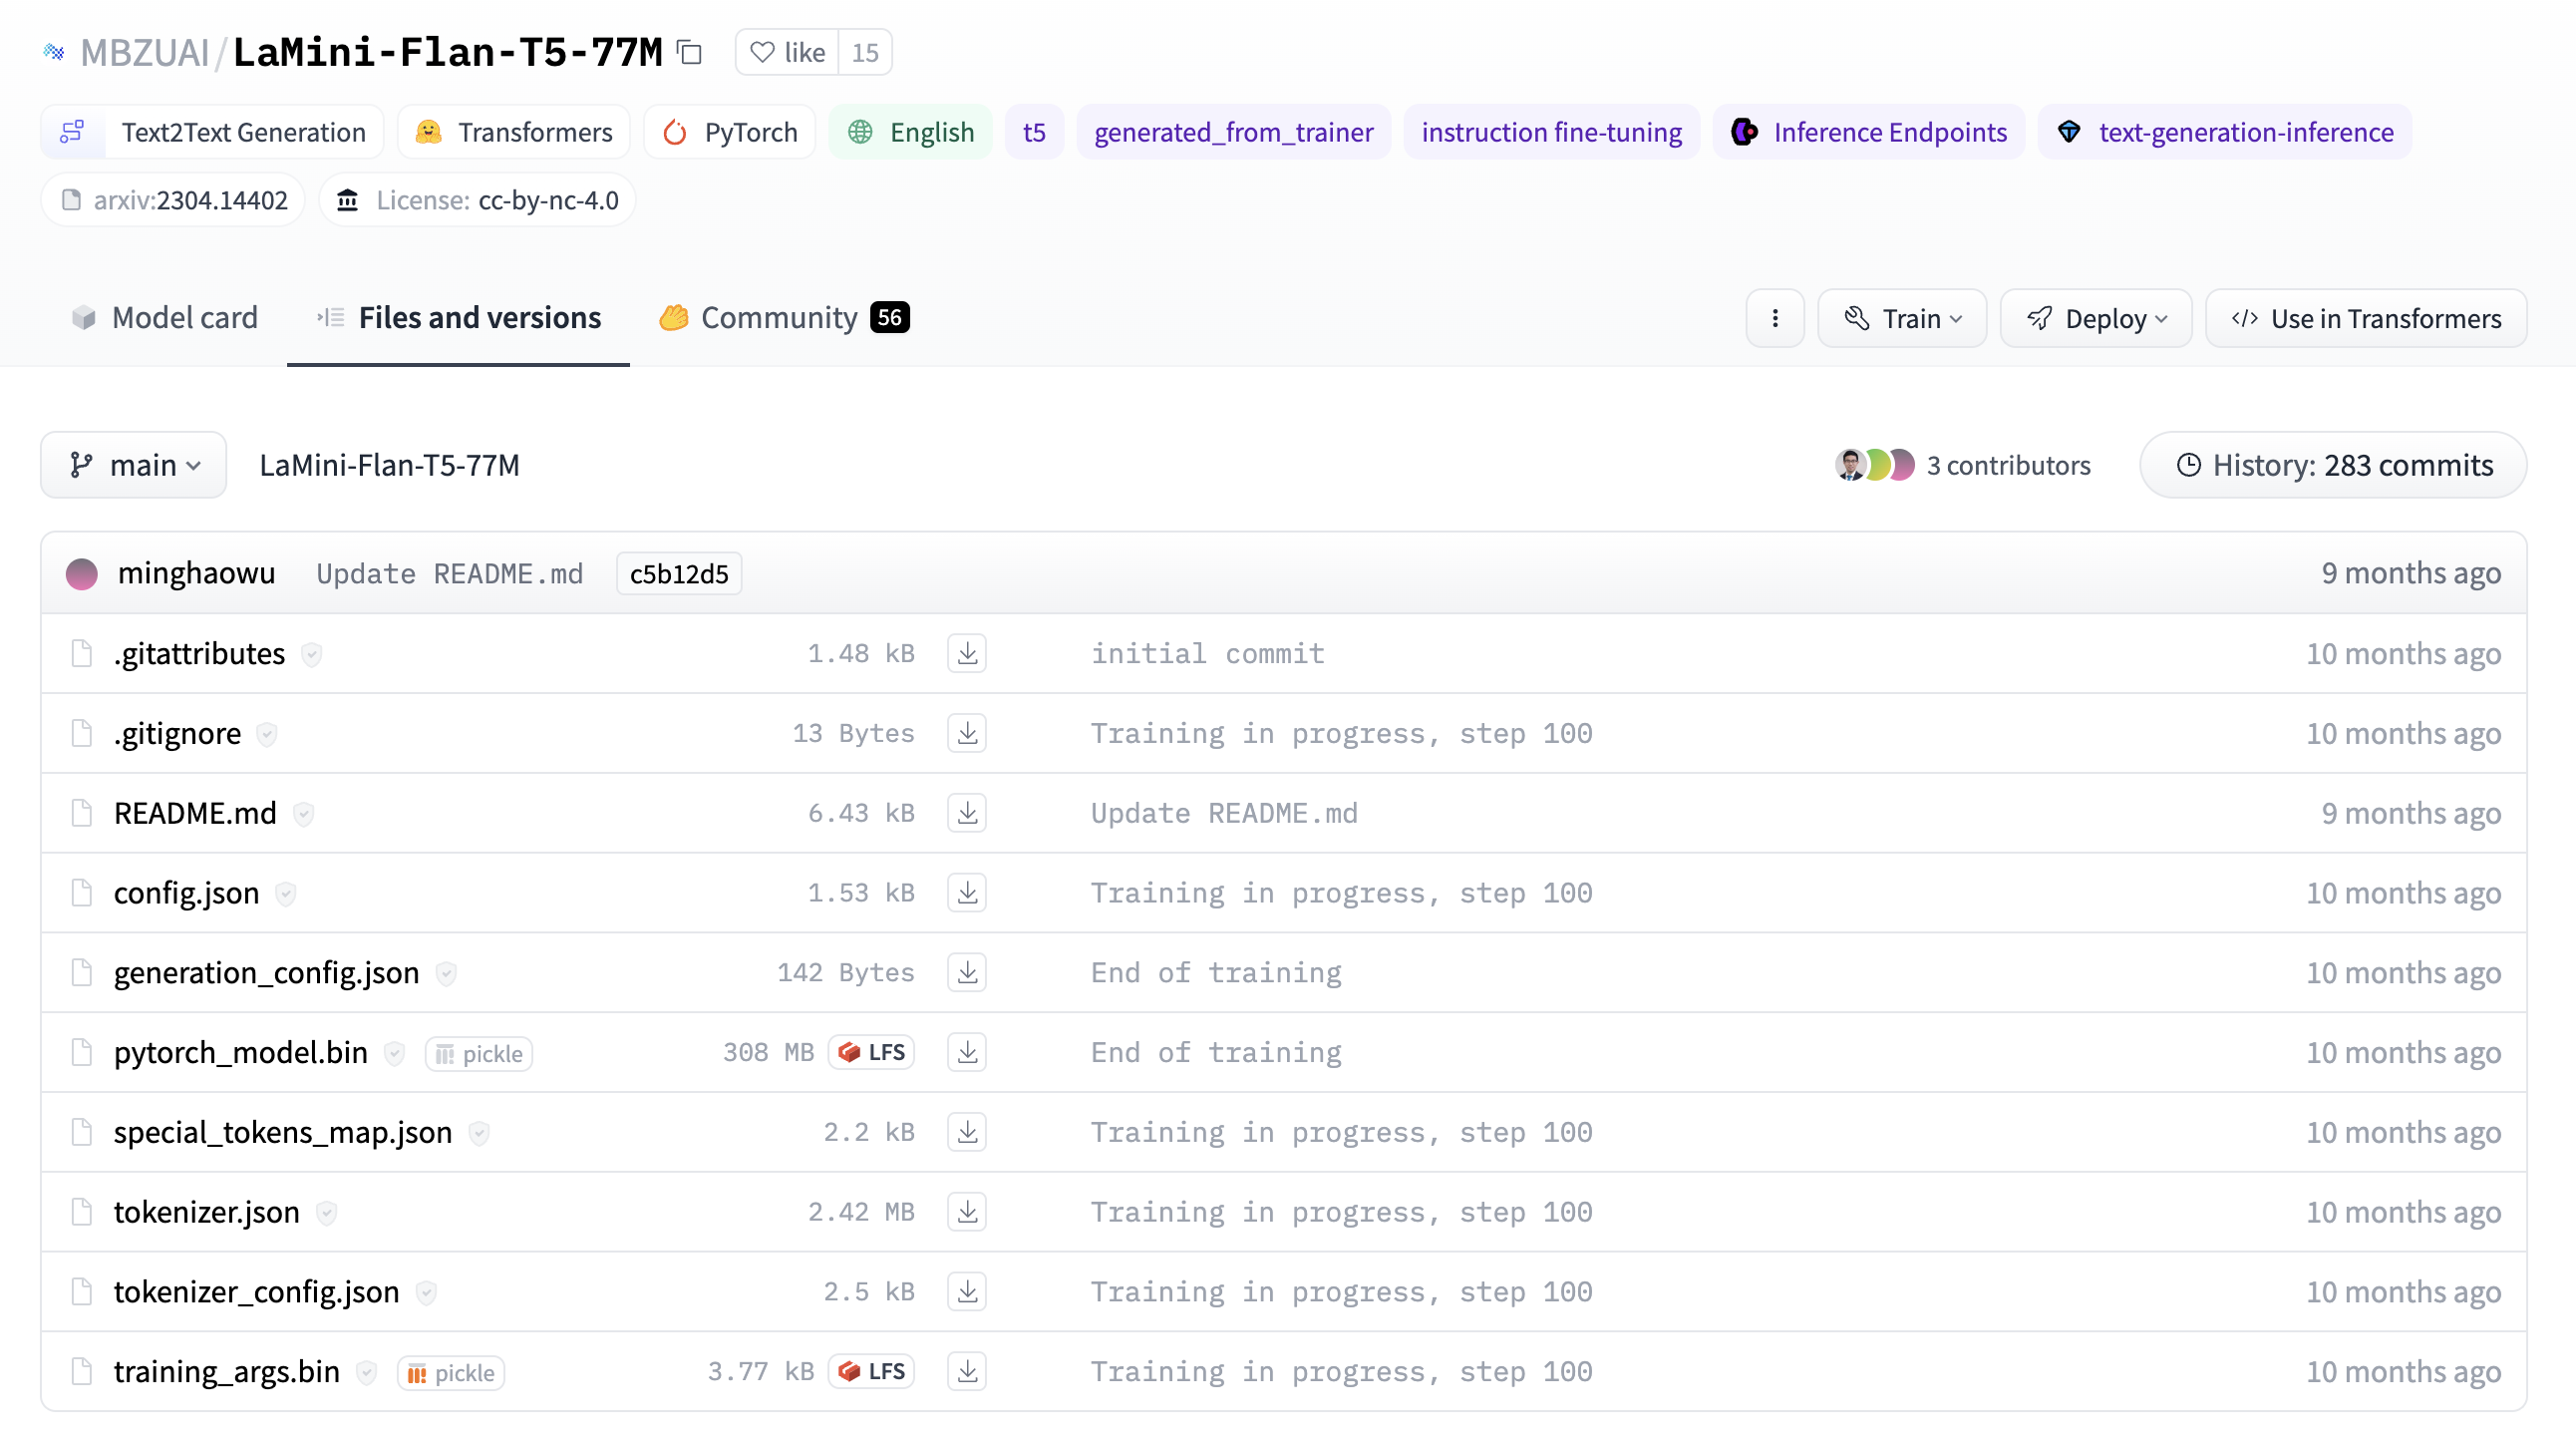 MBZUAI/LaMini-Flan-T5-77M like 15
Text2Text Generation Transformers PyTorch English t5 generated_from_trainer instruction fine-tuning Inference Endpoints text-generation-inference
arxiv:2304.14402 License: cc-by-nc-4.0
Model card Files and versions Community 56 Train Deploy </> Use in Transformers
main LaMini-Flan-T5-77M 3 contributors History: 283 commits
minghaowu Update README.md c5b12d5 9 months ago
.gitattributes 1.48 kB initial commit 10 months ago
.gitignore 13 Bytes Training in progress, step 100 10 months ago
README.md 6.43 kB Update README.md 9 months ago
config.json 1.53 kB Training in progress, step 100 10 months ago
generation_config.json 142 Bytes End of training 10 months ago
pytorch_model.bin pickle 308 MB LFS End of training 10 months ago
special_tokens_map.json 2.2 kB Training in progress, step 100 10 months ago
tokenizer.json 2.42 MB Training in progress, step 100 10 months ago
tokenizer_config.json 2.5 kB Training in progress, step 100 10 months ago
training_args.bin pickle 3.77 kB LFS Training in progress, step 100 10 months ago